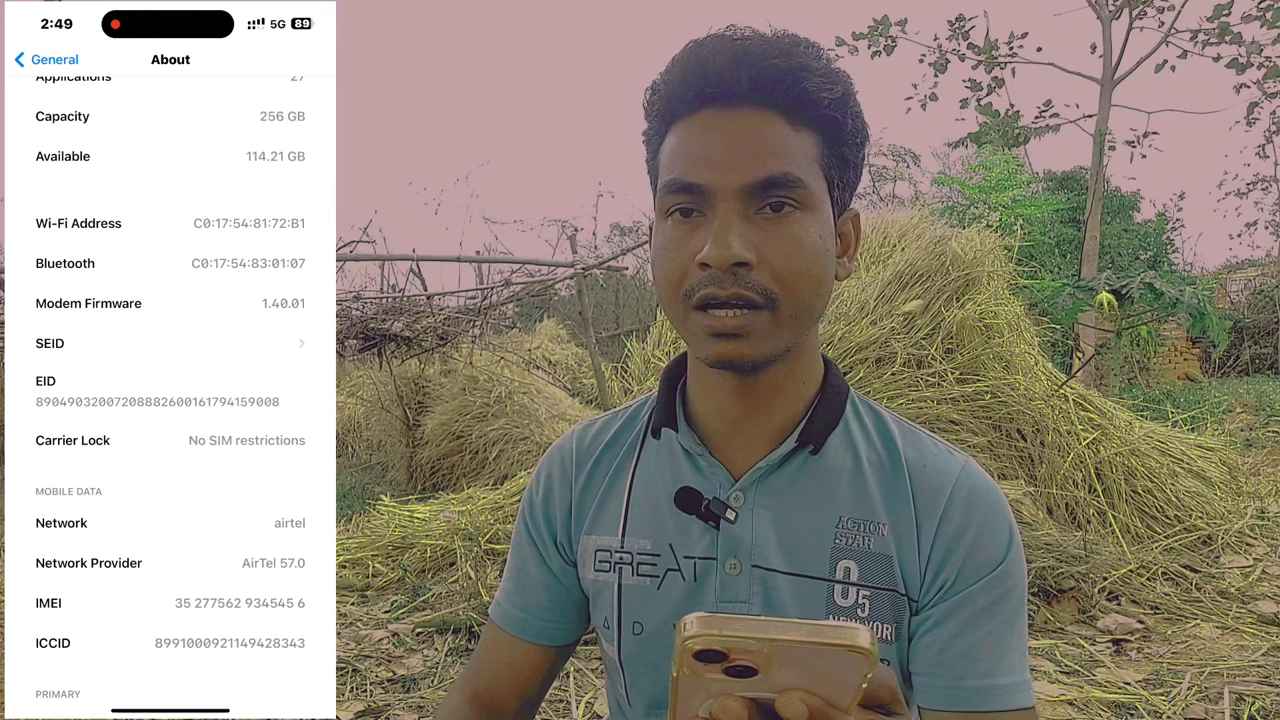 2:49
5G
89
General
About
Applications 27
Capacity 256 GB
Available 114.21 GB
Wi-Fi Address C0:17:54:81:72:B1
Bluetooth C0:17:54:83:01:07
Modem Firmware 1.40.01
SEID
EID
89049032007208882600161794159008
Carrier Lock No SIM restrictions
MOBILE DATA
Network airtel
Network Provider AirTel 57.0
IMEI 35 277562 934545 6
ICCID 8991000921149428343
PRIMARY
ACTION
STAR
GREAT
05
NEW YORK
A D